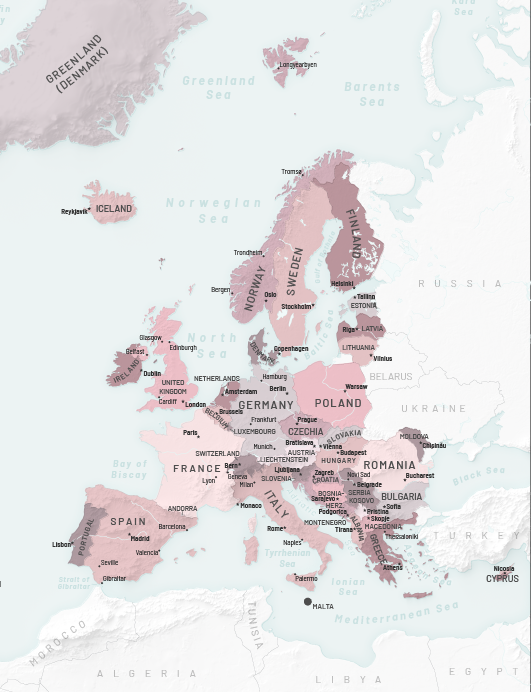 Kara
Sea
GREENLAND
(DENMARK)
Longyearbyen
Greenland
Sea
Barents
Sea
Tromsø
Reykjavik
ICELAND
Norwegian
Sea
FINLAND
Trondheim
SWEDEN
NORWAY
Bergen
Oslo
Helsinki
RUSSIA
Tallinn
ESTONIA
Stockholm
North
Sea
Baltic Sea
Riga
LATVIA
Glasgow
Edinburgh
DENMARK
Copenhagen
LITHUANIA
Belfast
Vilnius
IRELAND
Dublin
UNITED
KINGDOM
NETHERLANDS
Hamburg
BELARUS
Amsterdam
Berlin
Warsaw
Cardiff
London
GERMANY
POLAND
Brussels
BELGIUM
UKRAINE
Frankfurt
Prague
Paris
LUXEMBOURG
CZECHIA
SLOVAKIA
MOLDOVA
Munich
Bratislava
Vienna
Chișinău
SWITZERLAND
AUSTRIA
Budapest
LIECHTENSTEIN
HUNGARY
ROMANIA
Bay of
Biscay
FRANCE
Bern
Ljubljana
Zagreb
Geneva
Lyon
Milan
SLOVENIA
CROATIA
Novi Sad
Belgrade
Bucharest
Black Sea
BOSNIA-
HERZ.
Sarajevo
SERBIA
KOSOVO
BULGARIA
ANDORRA
Monaco
ITALY
Podgorica
Pristina
Sofia
SPAIN
PORTUGAL
Barcelona
MONTENEGRO
Skopje
Rome
Tirana
ALBANIA
MACEDONIA
TURKEY
Lisbon
Madrid
Naples
Thessaloniki
Valencia
Tyrrhenian
Sea
GREECE
Seville
Athens
Nicosia
Strait of
Gibraltar
Gibraltar
Palermo
Ionian
Sea
CYPRUS
MALTA
Mediterranean Sea
MOROCCO
TUNISIA
ALGERIA
LIBYA
EGYPT